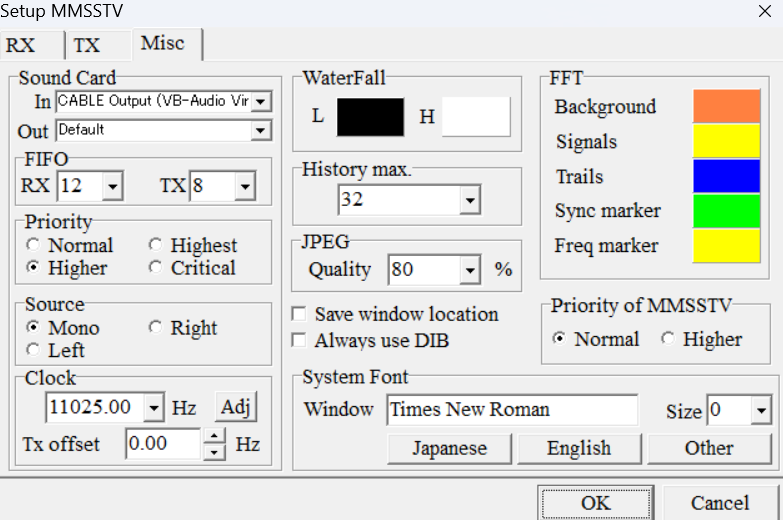 Setup MMSSTV
RX TX Misc
Sound Card
In CABLE Output (VB-Audio Vir
Out Default
FIFO
RX 12 TX 8
Priority
Normal Highest
Higher Critical
Source
Mono Right
Left
Clock
11025.00 Hz Adj
Tx offset 0.00 Hz
WaterFall
L H
History max.
32
JPEG
Quality 80 %
Save window location
Always use DIB
FFT
Background
Signals
Trails
Sync marker
Freq marker
Priority of MMSSTV
Normal Higher
System Font
Window Times New Roman Size 0
Japanese English Other
OK Cancel